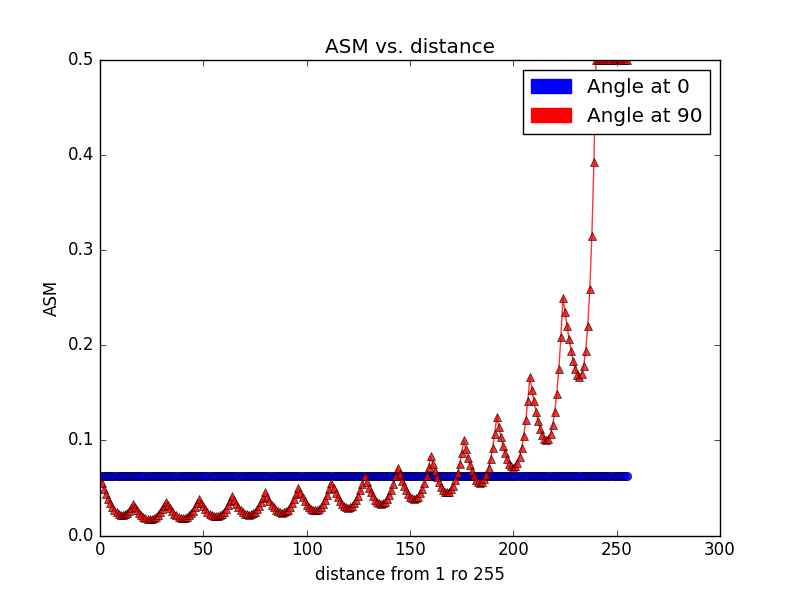 ASM vs. distance
0.5
0.4
0.3
0.2
0.1
0.0
ASM
Angle at 0
Angle at 90
0 50 100 150 200 250 300
distance from 1 ro 255